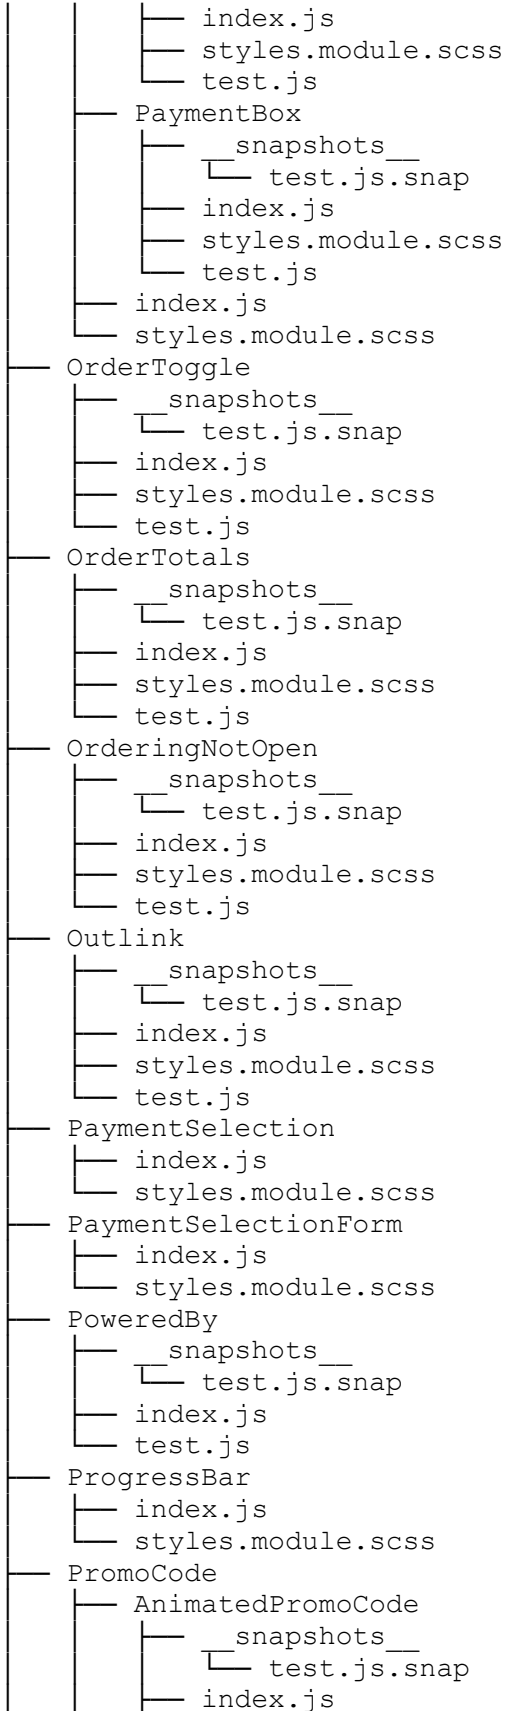 │   │   ├── index.js
│   │   ├── styles.module.scss
│   │   └── test.js
│   ├── PaymentBox
│   │   ├── __snapshots__
│   │   │   └── test.js.snap
│   │   ├── index.js
│   │   ├── styles.module.scss
│   │   └── test.js
│   ├── index.js
│   └── styles.module.scss
├── OrderToggle
│   ├── __snapshots__
│   │   └── test.js.snap
│   ├── index.js
│   ├── styles.module.scss
│   └── test.js
├── OrderTotals
│   ├── __snapshots__
│   │   └── test.js.snap
│   ├── index.js
│   ├── styles.module.scss
│   └── test.js
├── OrderingNotOpen
│   ├── __snapshots__
│   │   └── test.js.snap
│   ├── index.js
│   ├── styles.module.scss
│   └── test.js
├── Outlink
│   ├── __snapshots__
│   │   └── test.js.snap
│   ├── index.js
│   ├── styles.module.scss
│   └── test.js
├── PaymentSelection
│   ├── index.js
│   └── styles.module.scss
├── PaymentSelectionForm
│   ├── index.js
│   └── styles.module.scss
├── PoweredBy
│   ├── __snapshots__
│   │   └── test.js.snap
│   ├── index.js
│   └── test.js
├── ProgressBar
│   ├── index.js
│   └── styles.module.scss
├── PromoCode
│   ├── AnimatedPromoCode
│   │   ├── __snapshots__
│   │   │   └── test.js.snap
│   │   ├── index.js